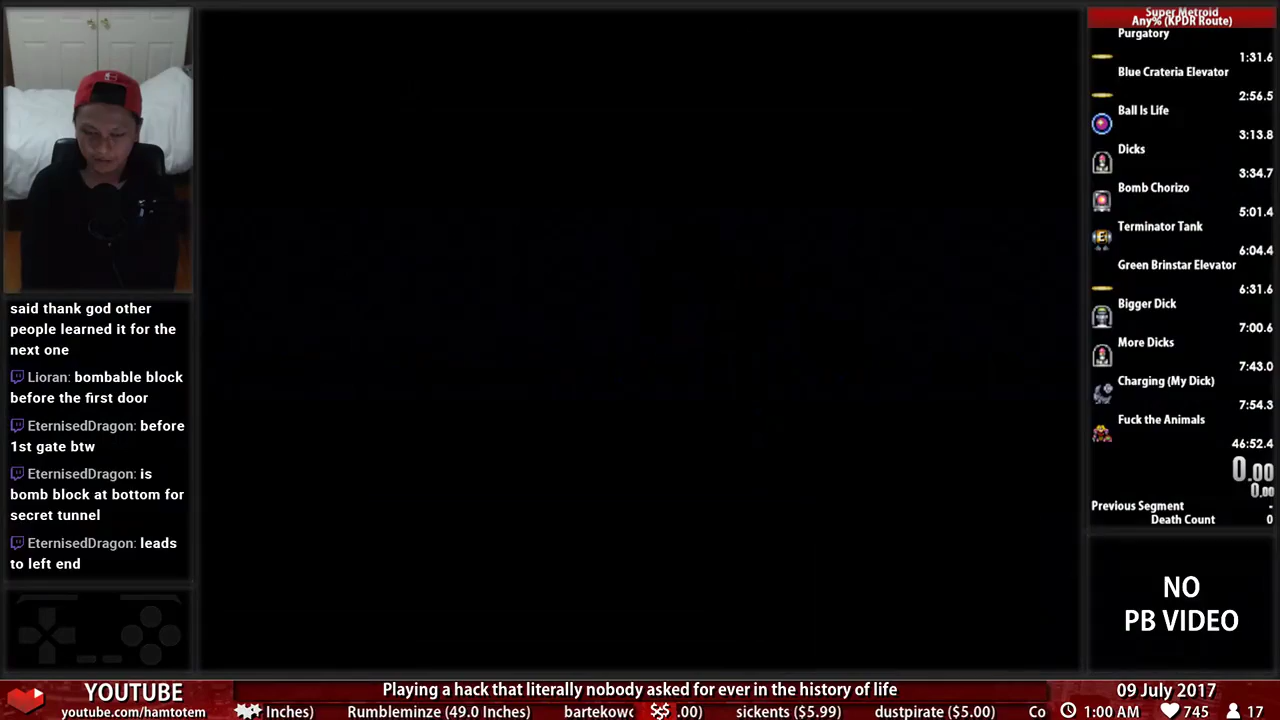 said thank god other
people learned it for the
next one
Lioran: bombable block
before the first door
EternisedDragon: before
1st gate btw
EternisedDragon: is
bomb block at bottom for
secret tunnel
EternisedDragon: leads
to left end
Super Metroid
Any% (KPDR Route)
Purgatory
1:31.6
Blue Crateria Elevator
2:56.5
Ball Is Life
3:13.8
Dicks
3:34.7
Bomb Chorizo
5:01.4
Terminator Tank
6:04.4
Green Brinstar Elevator
6:31.6
Bigger Dick
7:00.6
More Dicks
7:43.0
Charging (My Dick)
7:54.3
Fuck the Animals
46:52.4
0.00
0.00
Previous Segment -
Death Count 0
NO
PB VIDEO
YOUTUBE
youtube.com/hamtotem
Playing a hack that literally nobody asked for ever in the history of life
Inches) Rumbleminze (49.0 Inches) bartekowc $$ .00) sickents ($5.99) dustpirate ($5.00) Co
09 July 2017
1:00 AM 745 17